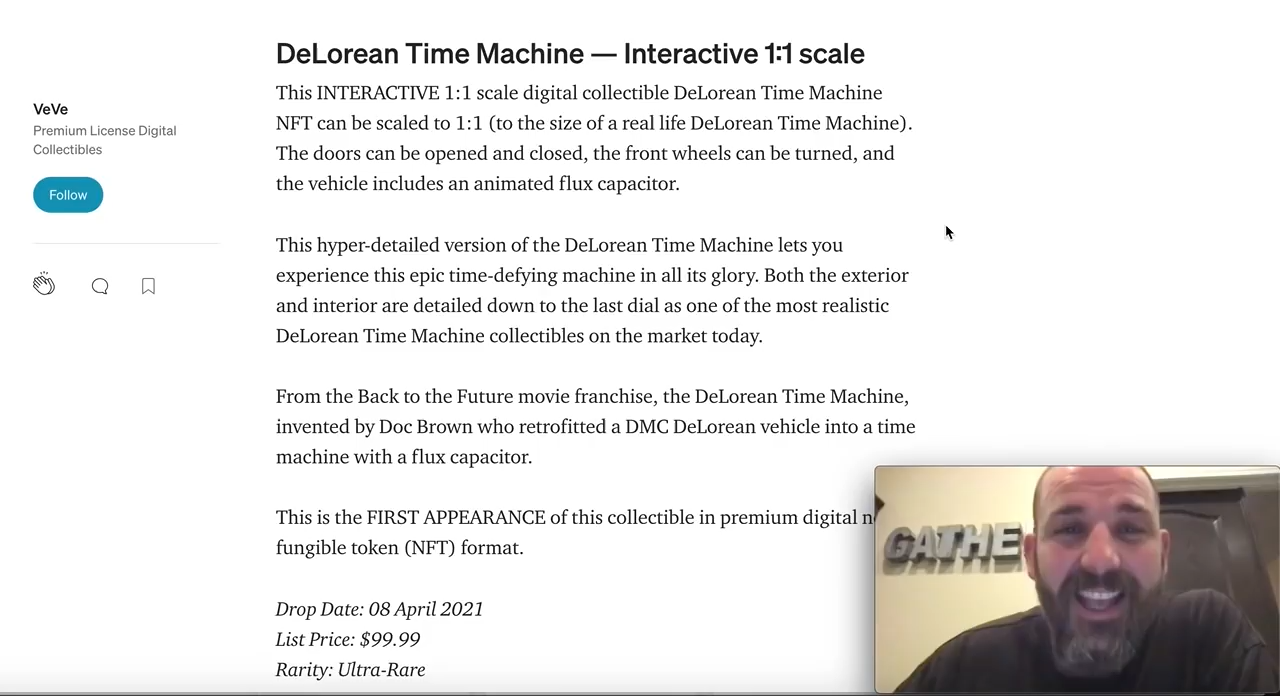 DeLorean Time Machine — Interactive 1:1 scale
VeVe
Premium License Digital
Collectibles
Follow
This INTERACTIVE 1:1 scale digital collectible DeLorean Time Machine
NFT can be scaled to 1:1 (to the size of a real life DeLorean Time Machine).
The doors can be opened and closed, the front wheels can be turned, and
the vehicle includes an animated flux capacitor.
This hyper-detailed version of the DeLorean Time Machine lets you
experience this epic time-defying machine in all its glory. Both the exterior
and interior are detailed down to the last dial as one of the most realistic
DeLorean Time Machine collectibles on the market today.
From the Back to the Future movie franchise, the DeLorean Time Machine,
invented by Doc Brown who retrofitted a DMC DeLorean vehicle into a time
machine with a flux capacitor.
This is the FIRST APPEARANCE of this collectible in premium digital
fungible token (NFT) format.
Drop Date: 08 April 2021
List Price: $99.99
Rarity: Ultra-Rare
GATHE